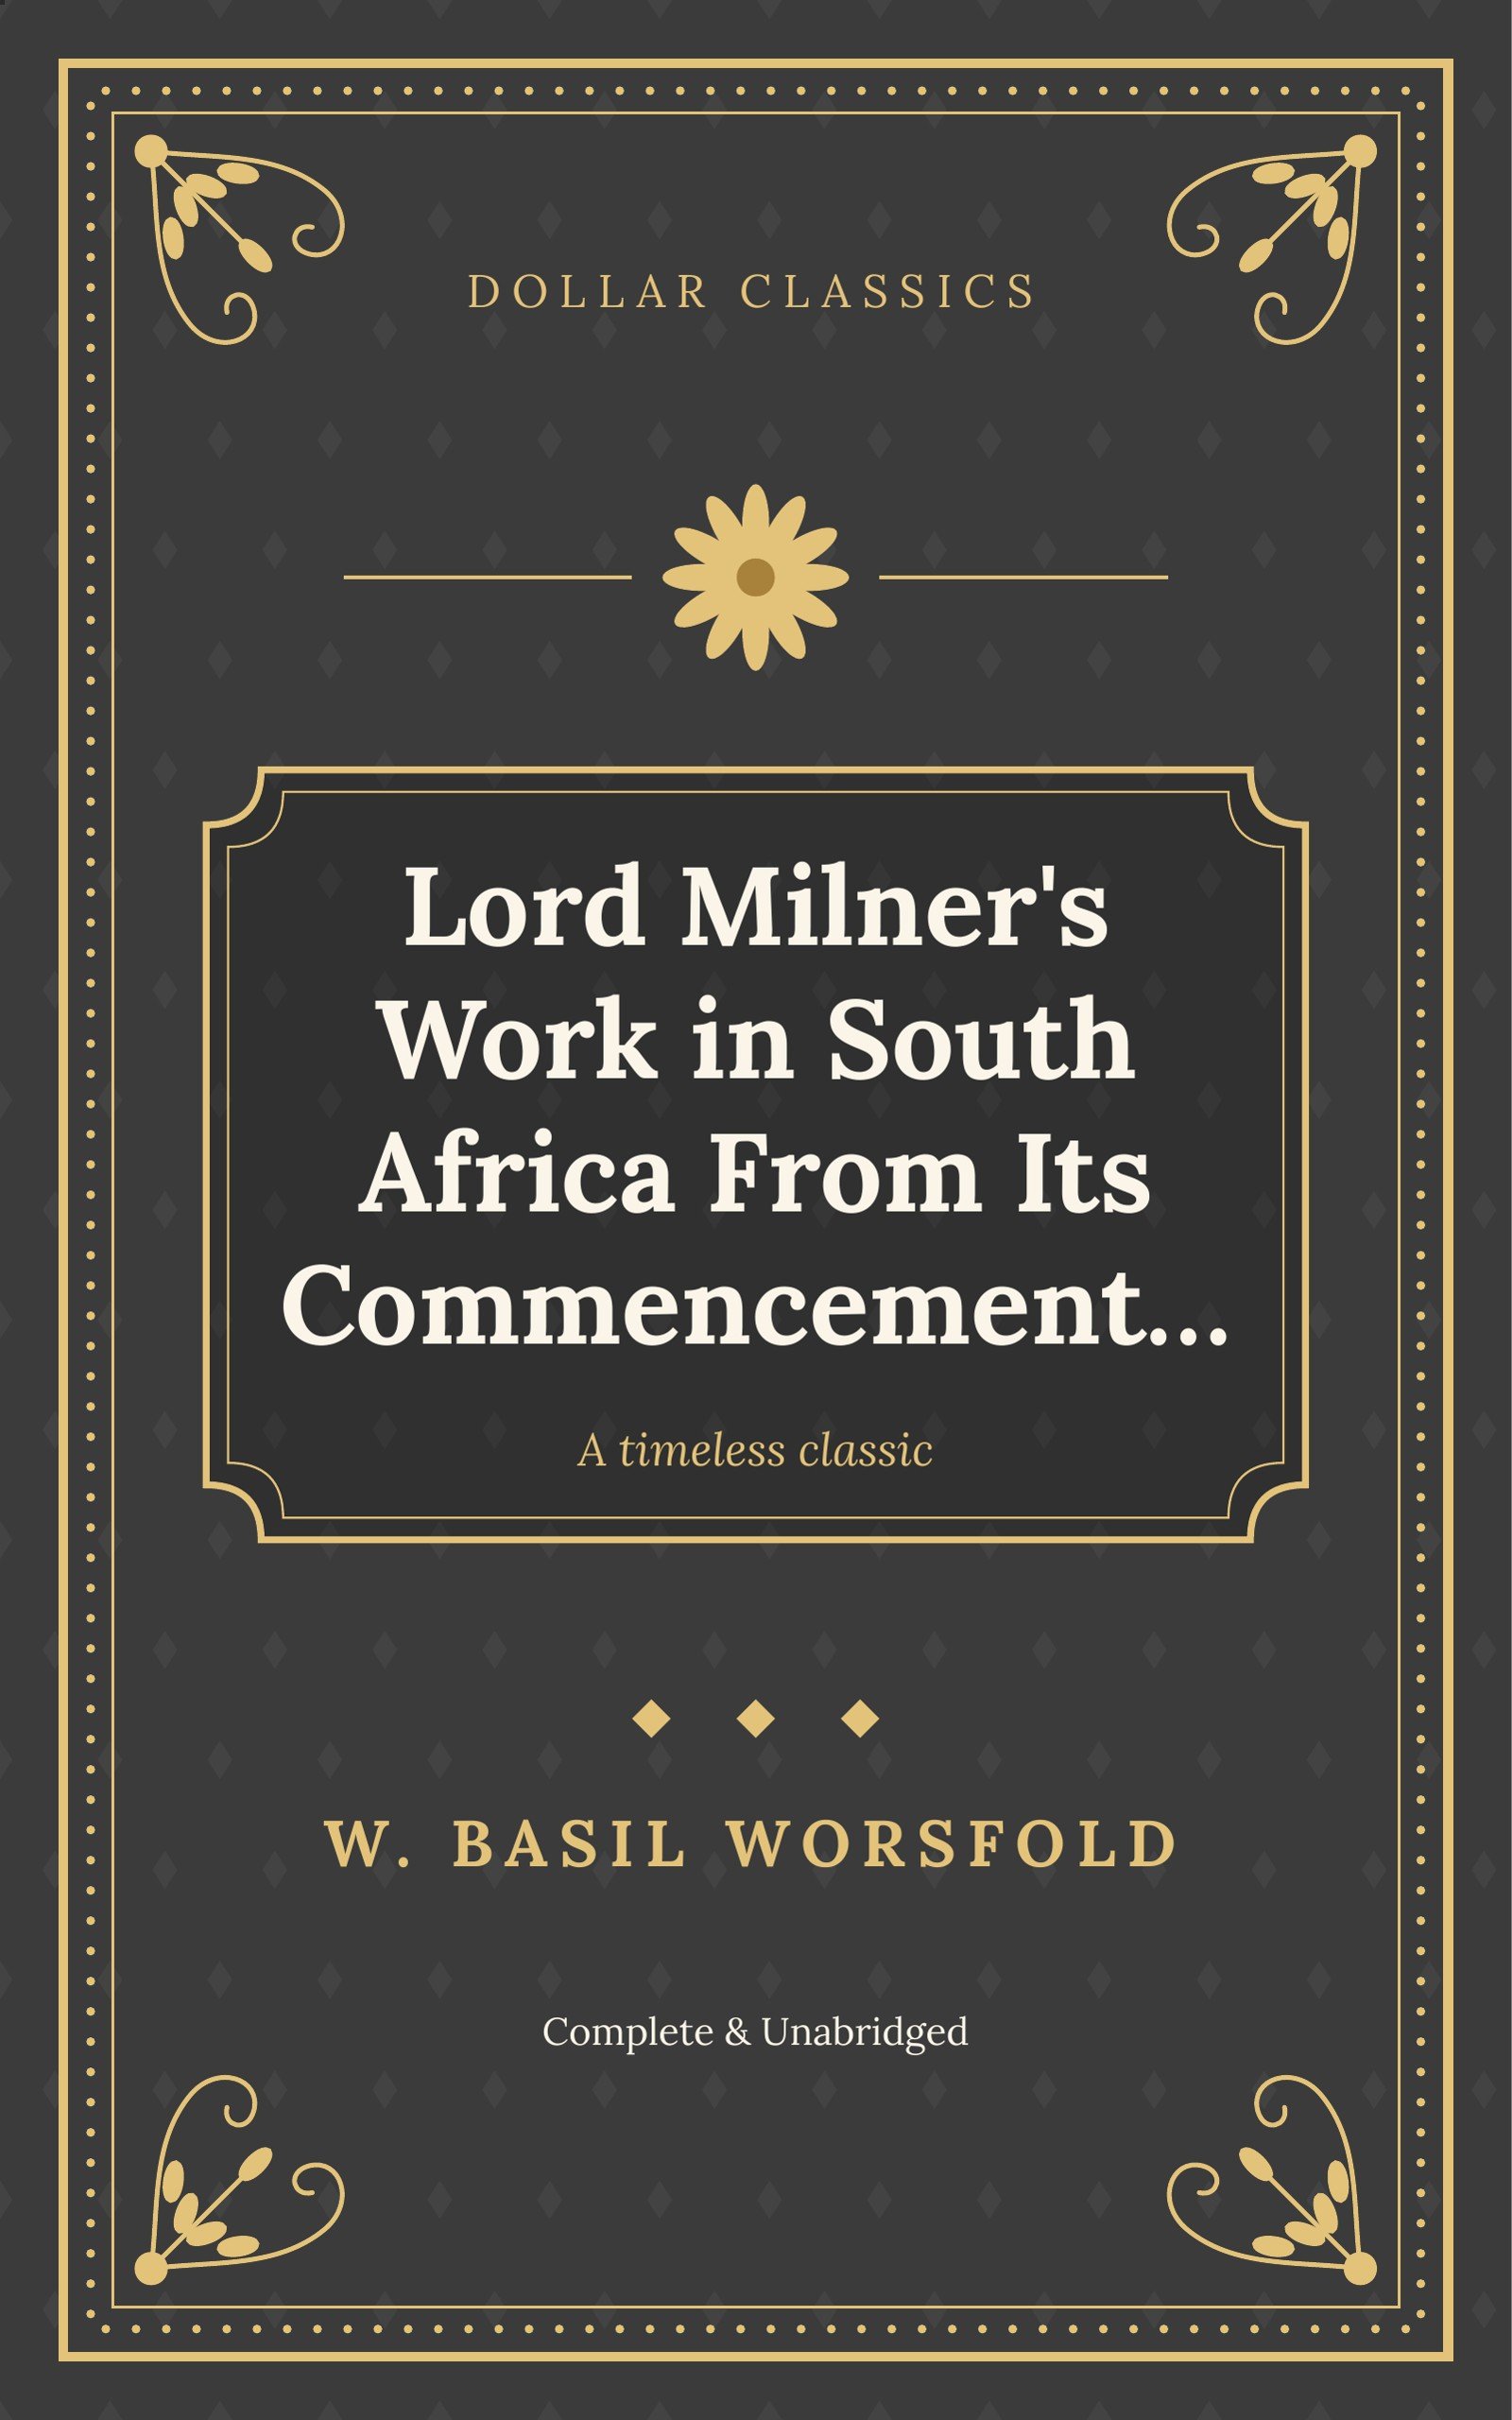 DOLLAR CLASSICS
Lord Milner's
Work in South
Africa From Its
Commencement...
A timeless classic
W. BASIL WORSFOLD
Complete & Unabridged